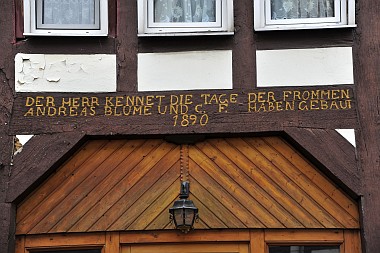 DER HERR KENNET DIE TAGE DER FROMMEN
ANDREAS BLUME UND C. F. HABEN GEBAUT
1890